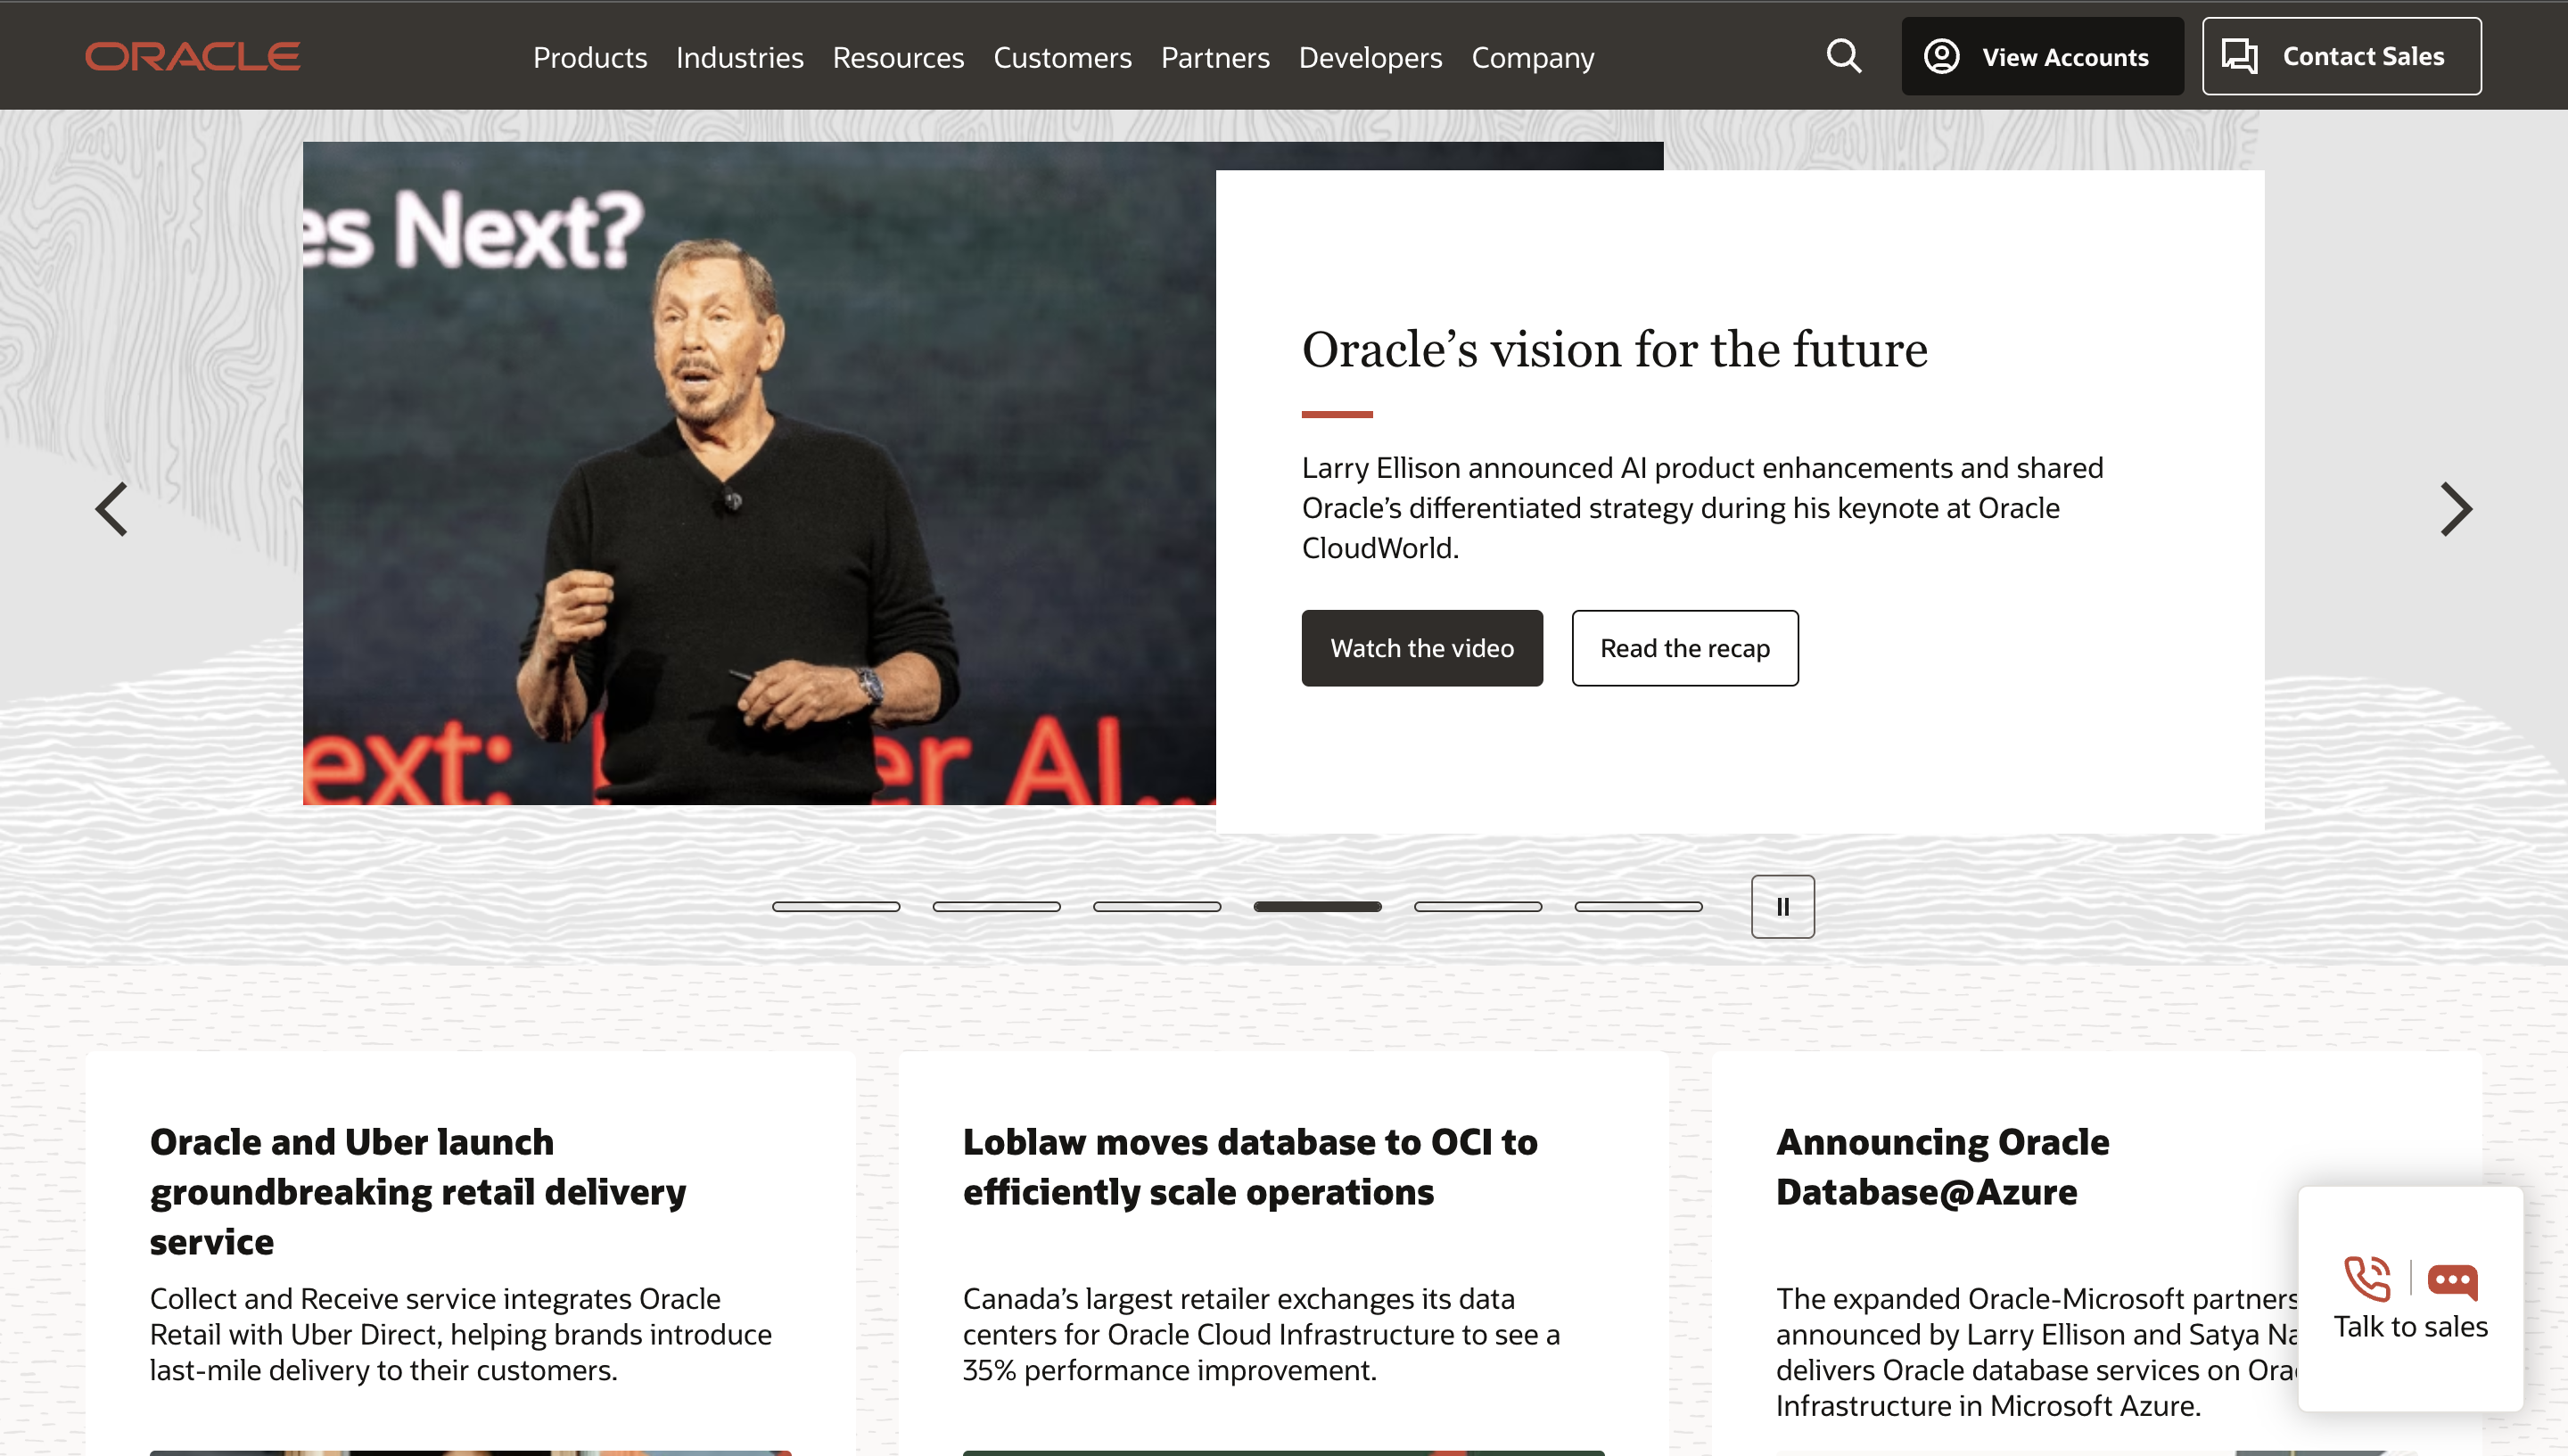 ORACLE
Products Industries Resources Customers Partners Developers Company
View Accounts
Contact Sales
es Next?
ext: er AI...
Oracle’s vision for the future
Larry Ellison announced AI product enhancements and shared
Oracle’s differentiated strategy during his keynote at Oracle
CloudWorld.
Watch the video
Read the recap
Oracle and Uber launch
groundbreaking retail delivery
service
Collect and Receive service integrates Oracle
Retail with Uber Direct, helping brands introduce
last-mile delivery to their customers.
Loblaw moves database to OCI to
efficiently scale operations
Canada’s largest retailer exchanges its data
centers for Oracle Cloud Infrastructure to see a
35% performance improvement.
Announcing Oracle
Database@Azure
The expanded Oracle-Microsoft partners
announced by Larry Ellison and Satya Na
delivers Oracle database services on Ora
Infrastructure in Microsoft Azure.
Talk to sales